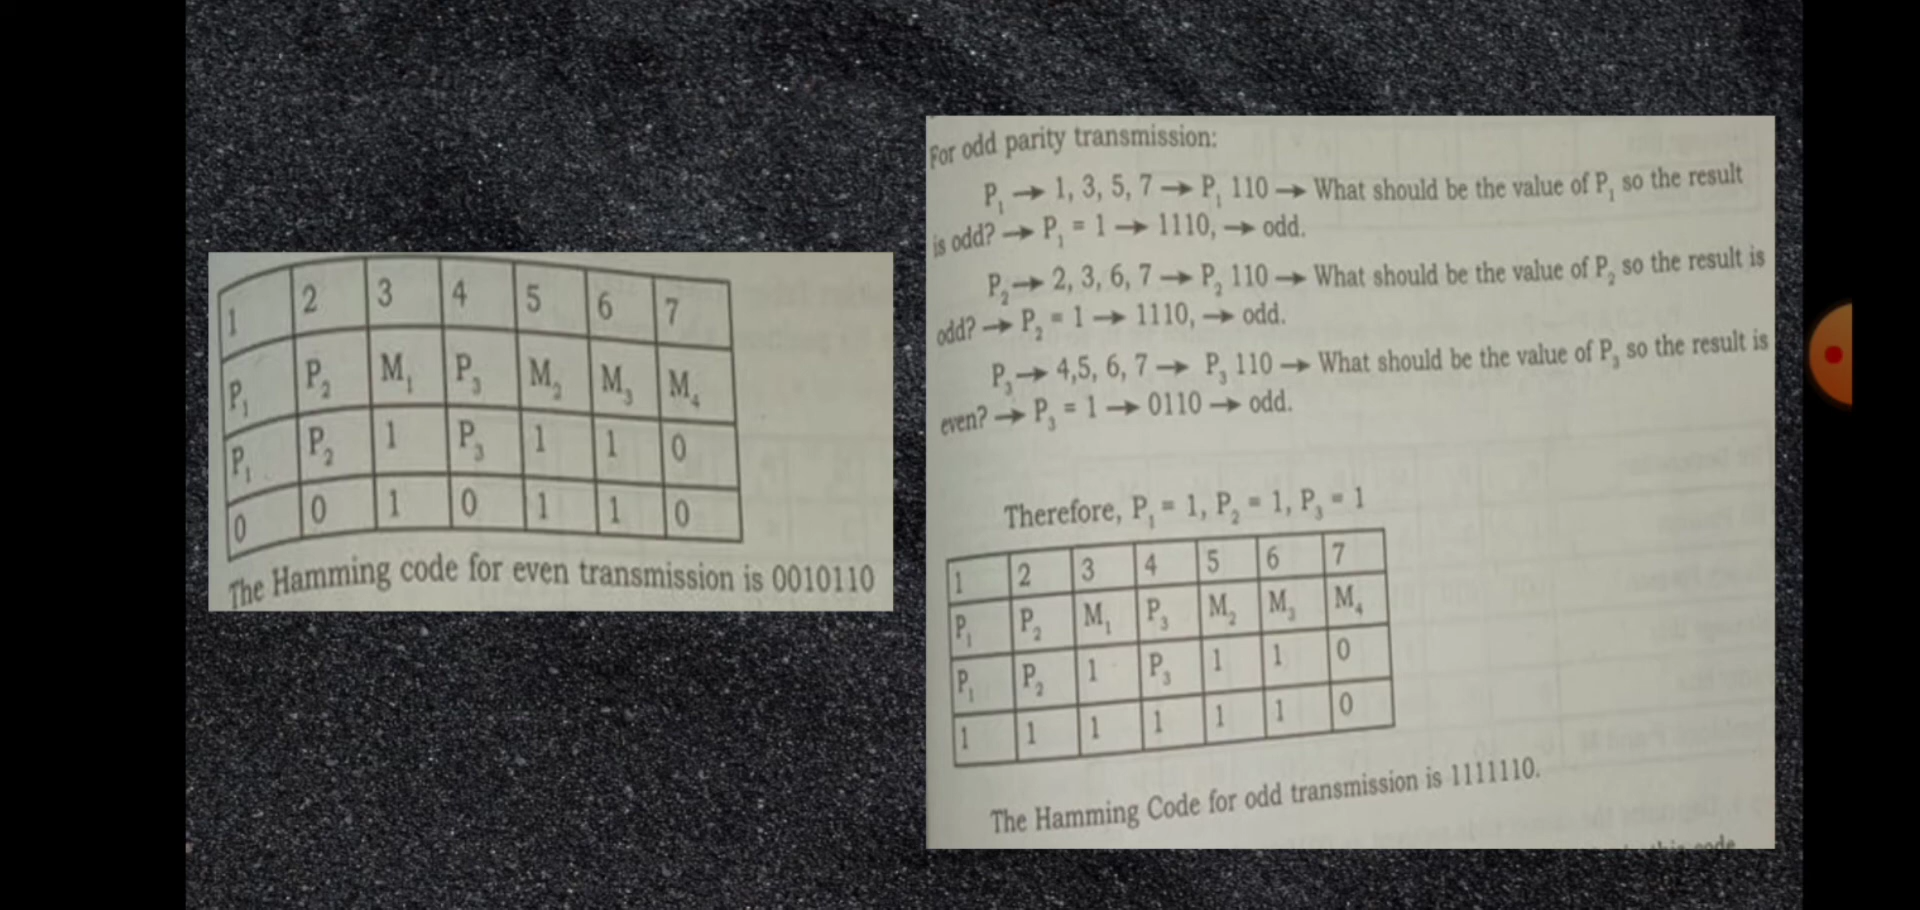 1 2 3 4 5 6 7
P₁ P₂ M₁ P₃ M₂ M₃ M₄
P₁ P₂ 1 P₃ 1 1 0
0 0 1 0 1 1 0
The Hamming code for even transmission is 0010110
For odd parity transmission:
P₁ → 1, 3, 5, 7 → P₁ 110 → What should be the value of P₁ so the result
is odd? → P₁ = 1 → 1110, → odd.
P₂ → 2, 3, 6, 7 → P₂ 110 → What should be the value of P₂ so the result is
odd? → P₂ = 1 → 1110, → odd.
P₃ → 4,5, 6, 7 → P₃ 110 → What should be the value of P₃ so the result is
even? → P₃ = 1 → 0110 → odd.
Therefore, P₁ = 1, P₂ = 1, P₃ = 1
1 2 3 4 5 6 7
P₁ P₂ M₁ P₃ M₂ M₃ M₄
P₁ P₂ 1 P₃ 1 1 0
1 1 1 1 1 1 0
The Hamming Code for odd transmission is 1111110.